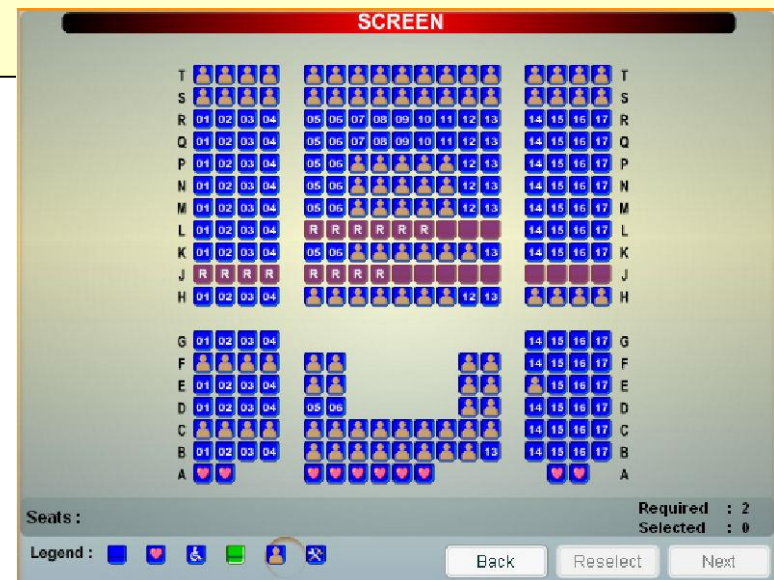 SCREEN
T T
S S
R 01 02 03 04 05 06 07 08 09 10 11 12 13 14 15 16 17 R
Q 01 02 03 04 05 06 07 08 09 10 11 12 13 14 15 16 17 Q
P 01 02 03 04 05 06 12 13 14 15 16 17 P
N 01 02 03 04 05 06 12 13 14 15 16 17 N
M 01 02 03 04 05 06 12 13 14 15 16 17 M
L 01 02 03 04 R R R R R R 14 15 16 17 L
K 01 02 03 04 05 06 13 14 15 16 17 K
J R R R R R R R R J
H 01 02 03 04 12 13 H
G 01 02 03 04 14 15 16 17 G
F 14 15 16 17 F
E 01 02 03 04 15 16 17 E
D 01 02 03 04 05 06 14 15 16 17 D
C 14 15 16 17 C
B 01 02 03 04 13 14 15 16 17 B
A A
Seats :
Required : 2
Selected : 0
Legend :
Back Reselect Next